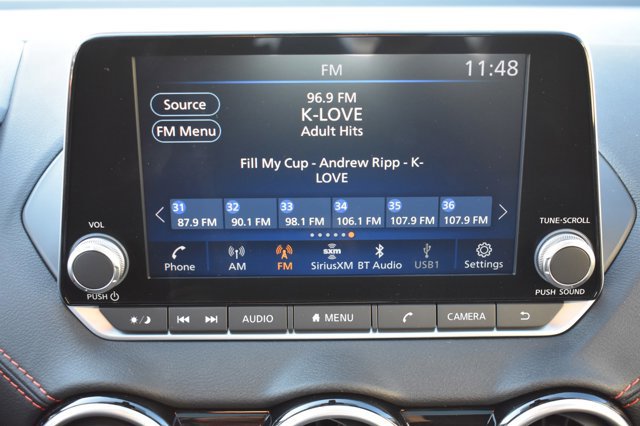 FM
11:48
96.9 FM
K-LOVE
Adult Hits
Source
FM Menu
Fill My Cup - Andrew Ripp - K-
LOVE
31 32 33 34 35 36
87.9 FM 90.1 FM 98.1 FM 106.1 FM 107.9 FM 107.9 FM
sxm
Phone AM FM SiriusXM BT Audio USB1 Settings
VOL
PUSH
TUNE·SCROLL
PUSH SOUND
AUDIO MENU CAMERA